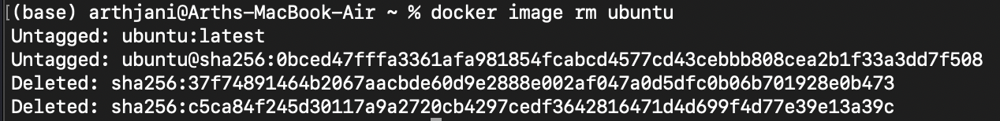 [(base) arthjani@Arths-MacBook-Air ~ % docker image rm ubuntu
Untagged: ubuntu:latest
Untagged: ubuntu@sha256:0bced47fffa3361afa981854fcabcd4577cd43cebbb808cea2b1f33a3dd7f508
Deleted: sha256:37f74891464b2067aacbde60d9e2888e002af047a0d5dfc0b06b701928e0b473
Deleted: sha256:c5ca84f245d30117a9a2720cb4297cedf3642816471d4d699f4d77e39e13a39c